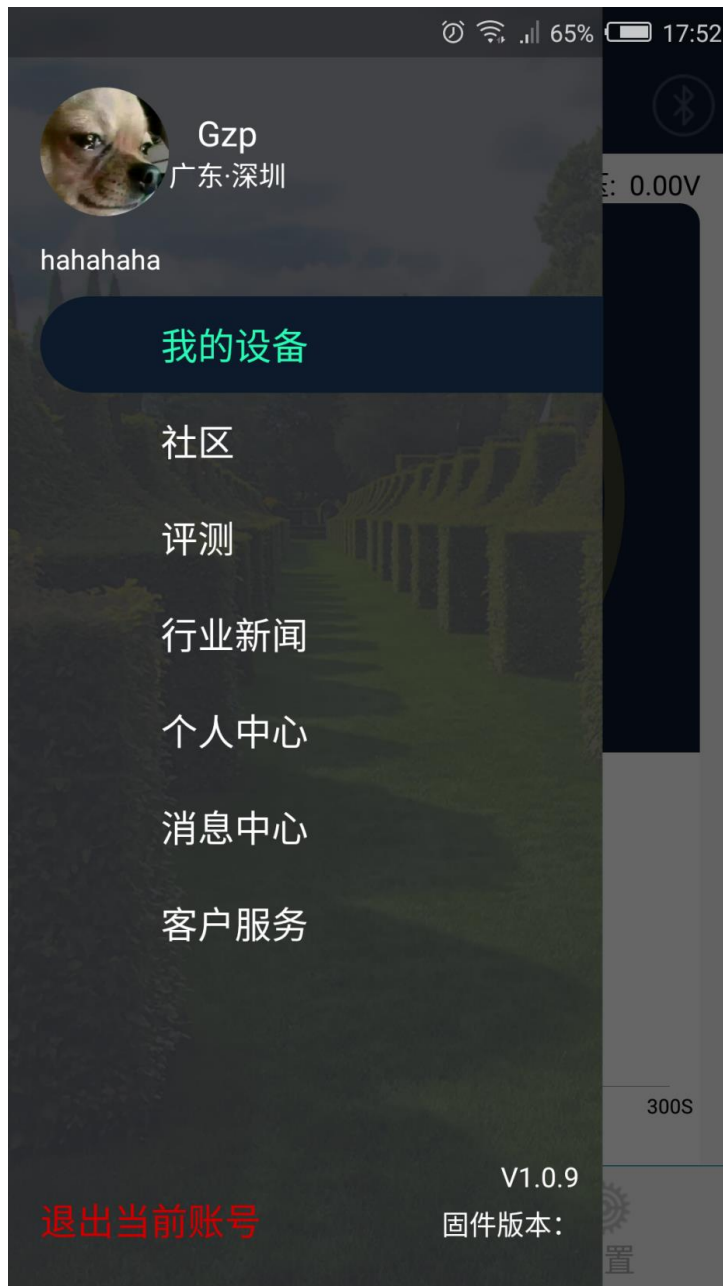 65% 17:52
Gzp
广东·深圳
: 0.00V
hahahaha
我的设备
社区
评测
行业新闻
个人中心
消息中心
客户服务
300S
V1.0.9
退出当前账号
固件版本：
置